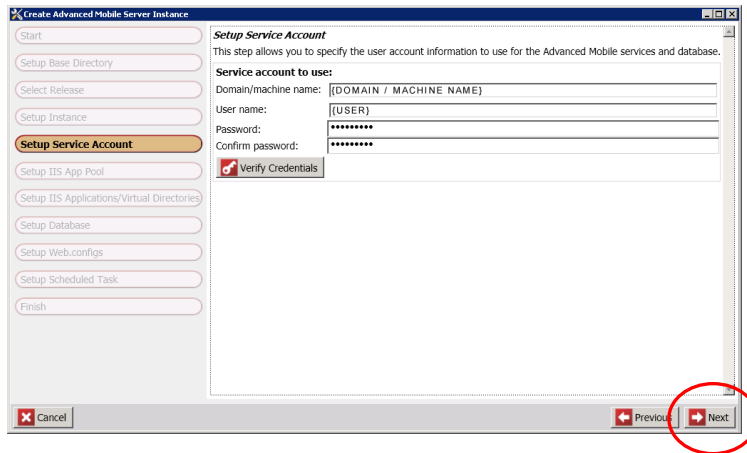 Create Advanced Mobile Server Instance
Start
Setup Base Directory
Select Release
Setup Instance
Setup Service Account
Setup IIS App Pool
Setup IIS Applications/Virtual Directories
Setup Database
Setup Web.configs
Setup Scheduled Task
Finish
Setup Service Account
This step allows you to specify the user account information to use for the Advanced Mobile services and database.
Service account to use:
Domain/machine name: {DOMAIN / MACHINE NAME}
User name: {USER}
Password: •••••••••
Confirm password: •••••••••
Verify Credentials
Cancel
Previous
Next